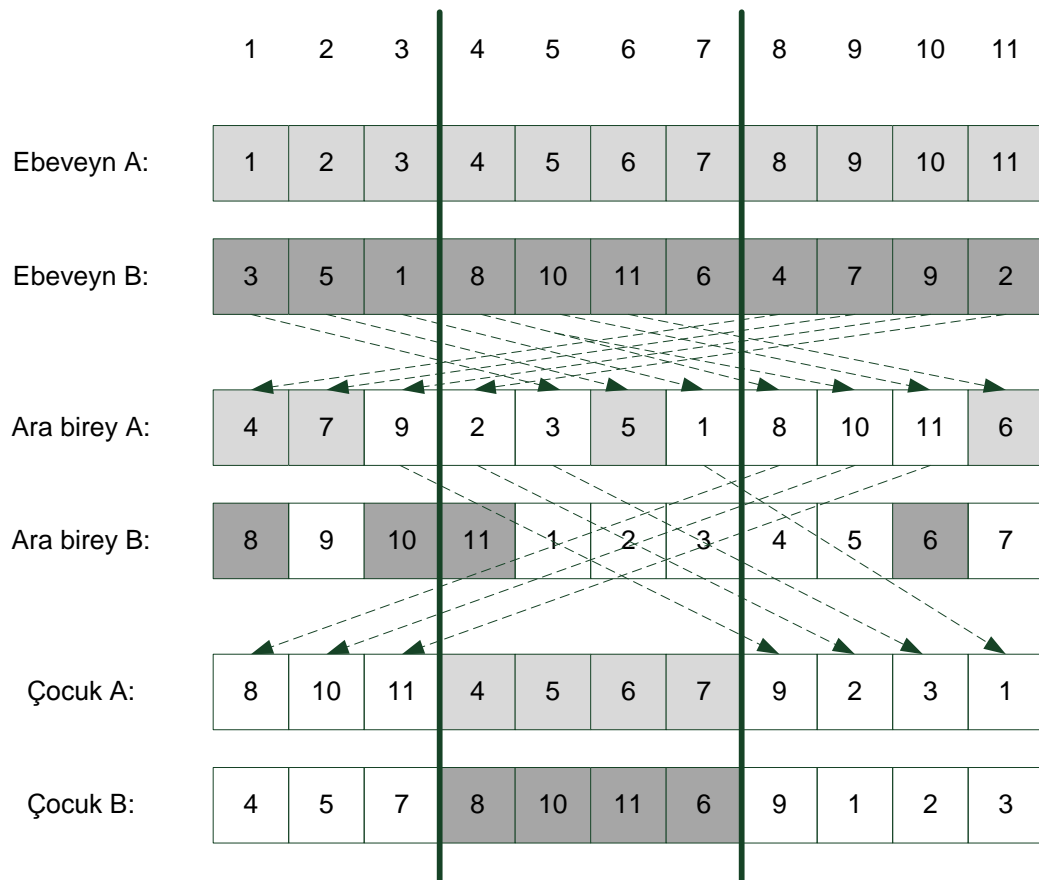 1 2 3 4 5 6 7 8 9 10 11
Ebeveyn A: 1 2 3 4 5 6 7 8 9 10 11
Ebeveyn B: 3 5 1 8 10 11 6 4 7 9 2
Ara birey A: 4 7 9 2 3 5 1 8 10 11 6
Ara birey B: 8 9 10 11 1 2 3 4 5 6 7
Çocuk A: 8 10 11 4 5 6 7 9 2 3 1
Çocuk B: 4 5 7 8 10 11 6 9 1 2 3